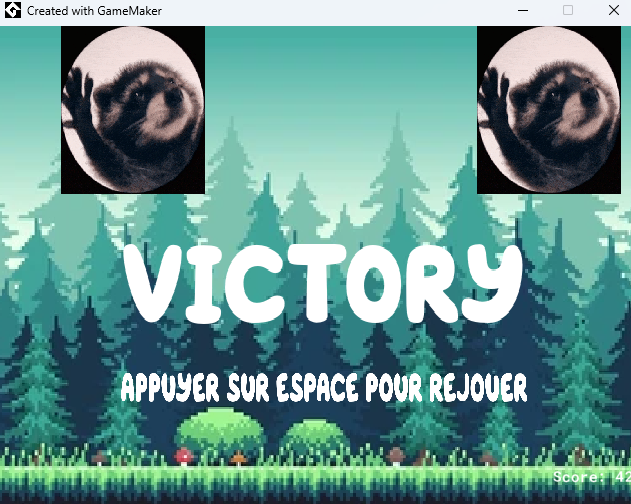 Created with GameMaker
VICTORY
APPUYER SUR ESPACE POUR REJOUER
Score: 42